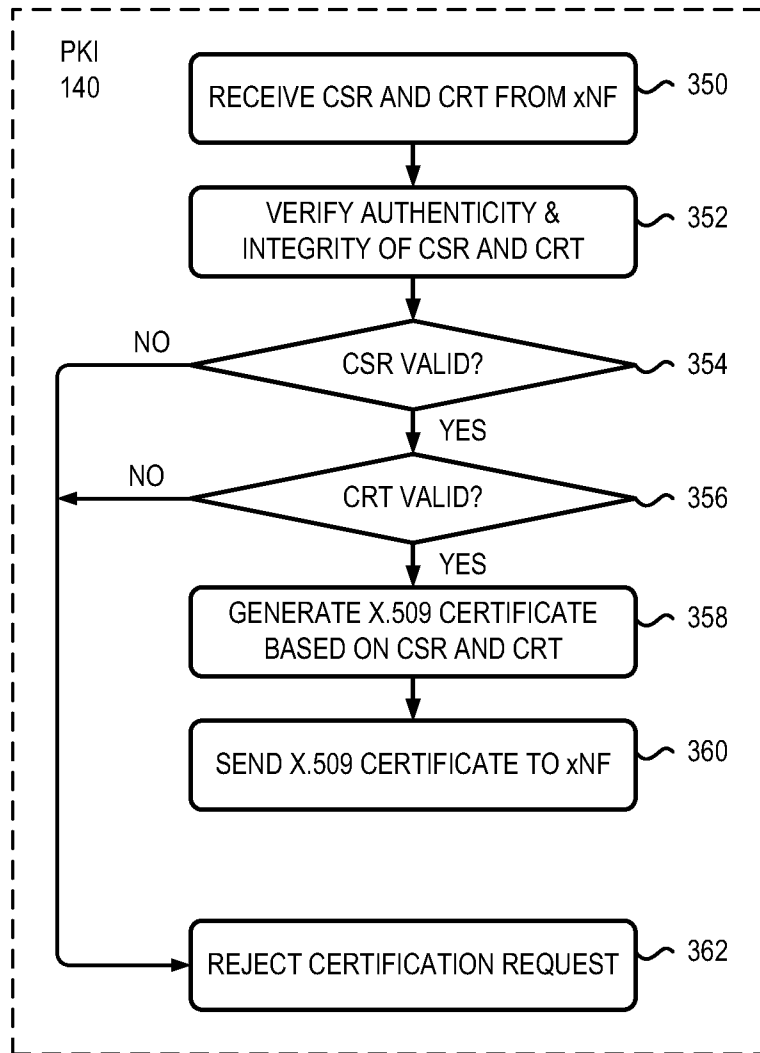 PKI
140
RECEIVE CSR AND CRT FROM xNF
350
VERIFY AUTHENTICITY &
INTEGRITY OF CSR AND CRT
352
NO
CSR VALID?
354
YES
NO
CRT VALID?
356
YES
GENERATE X.509 CERTIFICATE
BASED ON CSR AND CRT
358
SEND X.509 CERTIFICATE TO xNF
360
REJECT CERTIFICATION REQUEST
362